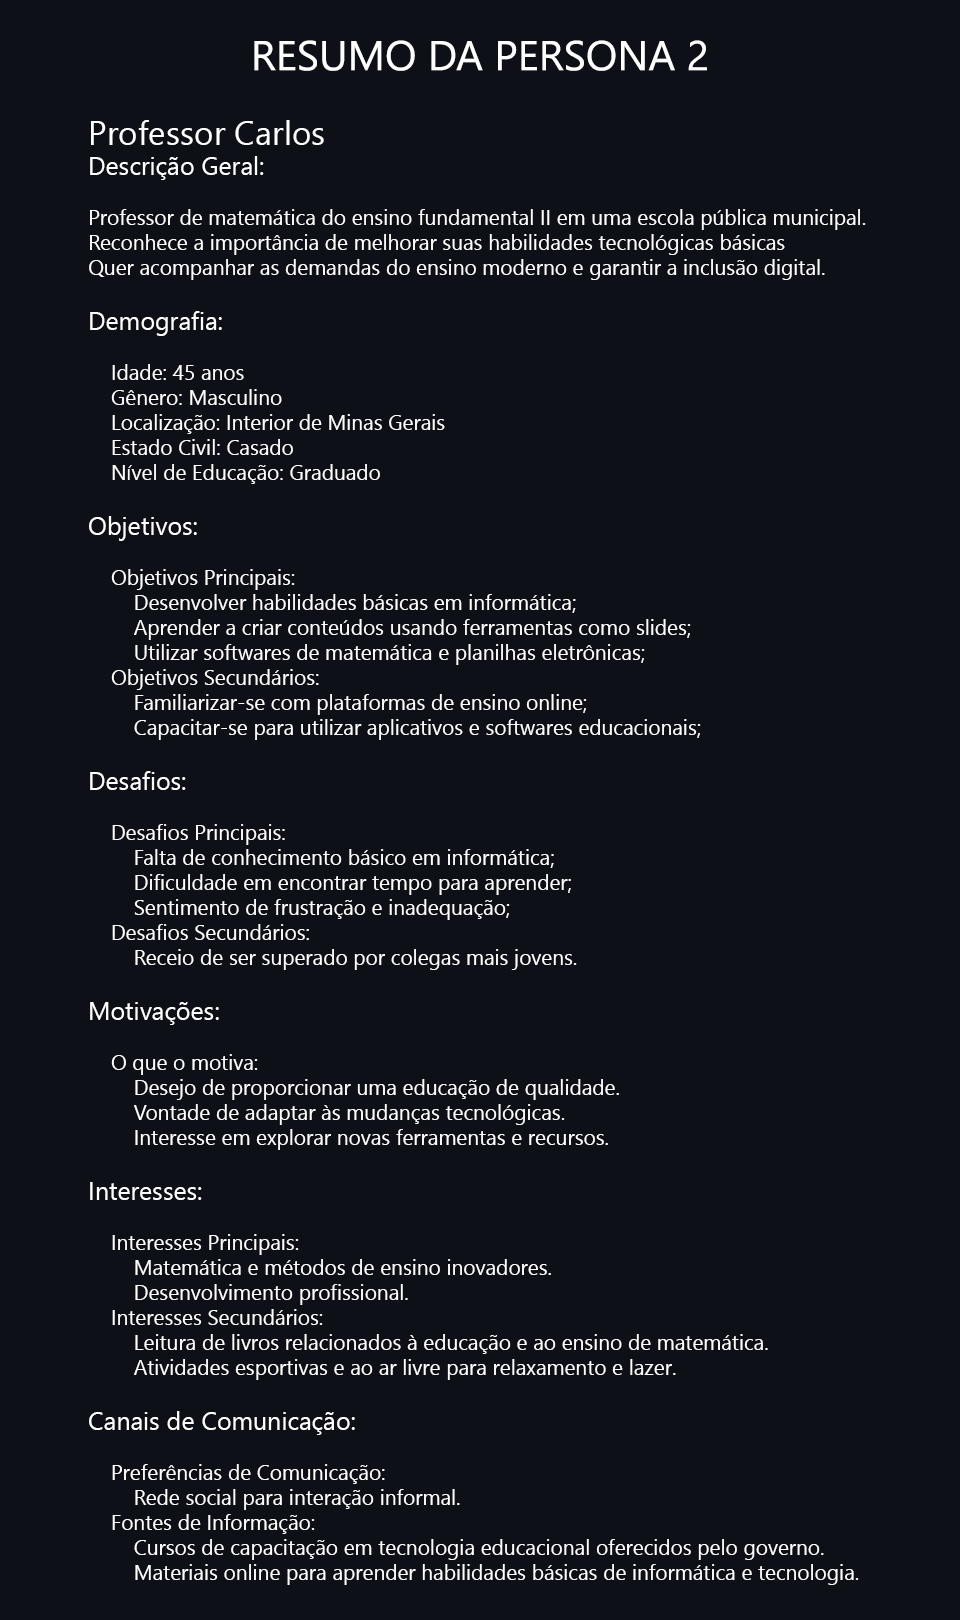 RESUMO DA PERSONA 2
Professor Carlos
Descrição Geral:
Professor de matemática do ensino fundamental II em uma escola pública municipal.
Reconhece a importância de melhorar suas habilidades tecnológicas básicas
Quer acompanhar as demandas do ensino moderno e garantir a inclusão digital.
Demografia:
Idade: 45 anos
Gênero: Masculino
Localização: Interior de Minas Gerais
Estado Civil: Casado
Nível de Educação: Graduado
Objetivos:
Objetivos Principais:
Desenvolver habilidades básicas em informática;
Aprender a criar conteúdos usando ferramentas como slides;
Utilizar softwares de matemática e planilhas eletrônicas;
Objetivos Secundários:
Familiarizar-se com plataformas de ensino online;
Capacitar-se para utilizar aplicativos e softwares educacionais;
Desafios:
Desafios Principais:
Falta de conhecimento básico em informática;
Dificuldade em encontrar tempo para aprender;
Sentimento de frustração e inadequação;
Desafios Secundários:
Receio de ser superado por colegas mais jovens.
Motivações:
O que o motiva:
Desejo de proporcionar uma educação de qualidade.
Vontade de adaptar às mudanças tecnológicas.
Interesse em explorar novas ferramentas e recursos.
Interesses:
Interesses Principais:
Matemática e métodos de ensino inovadores.
Desenvolvimento profissional.
Interesses Secundários:
Leitura de livros relacionados à educação e ao ensino de matemática.
Atividades esportivas e ao ar livre para relaxamento e lazer.
Canais de Comunicação:
Preferências de Comunicação:
Rede social para interação informal.
Fontes de Informação:
Cursos de capacitação em tecnologia educacional oferecidos pelo governo.
Materiais online para aprender habilidades básicas de informática e tecnologia.